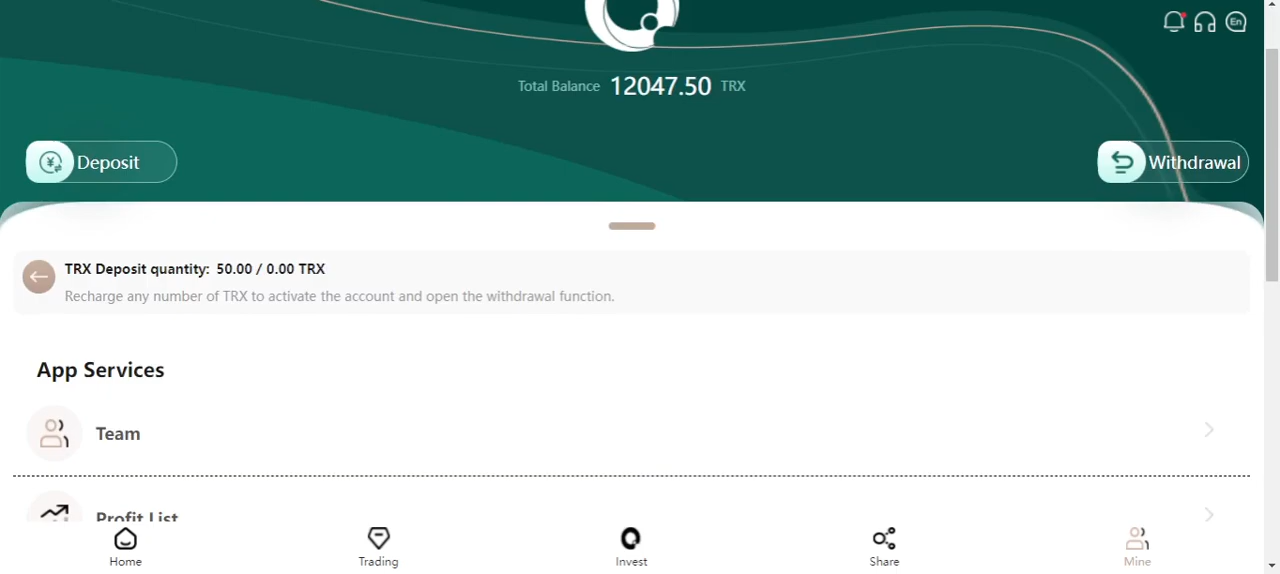 En
Total Balance 12047.50 TRX
Deposit
Withdrawal
TRX Deposit quantity: 50.00 / 0.00 TRX
Recharge any number of TRX to activate the account and open the withdrawal function.
App Services
Team
Profit List
Home Trading Invest Share Mine